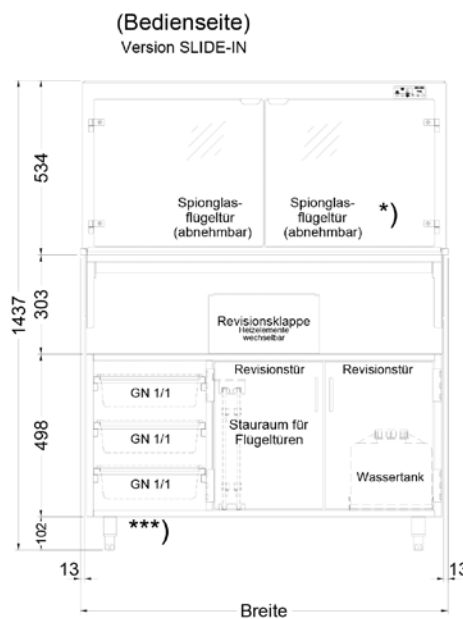 (Bedienseite)
Version SLIDE-IN
534
Spionglas-
flügeltür
(abnehmbar)
Spionglas-
flügeltür
(abnehmbar)
*)
1437
303
Revisionsklappe
Heizelemente
wechselbar
Revisionstür
Revisionstür
498
GN 1/1
GN 1/1
GN 1/1
Stauraum für
Flügeltüren
Wassertank
102
***)
13
13
Breite